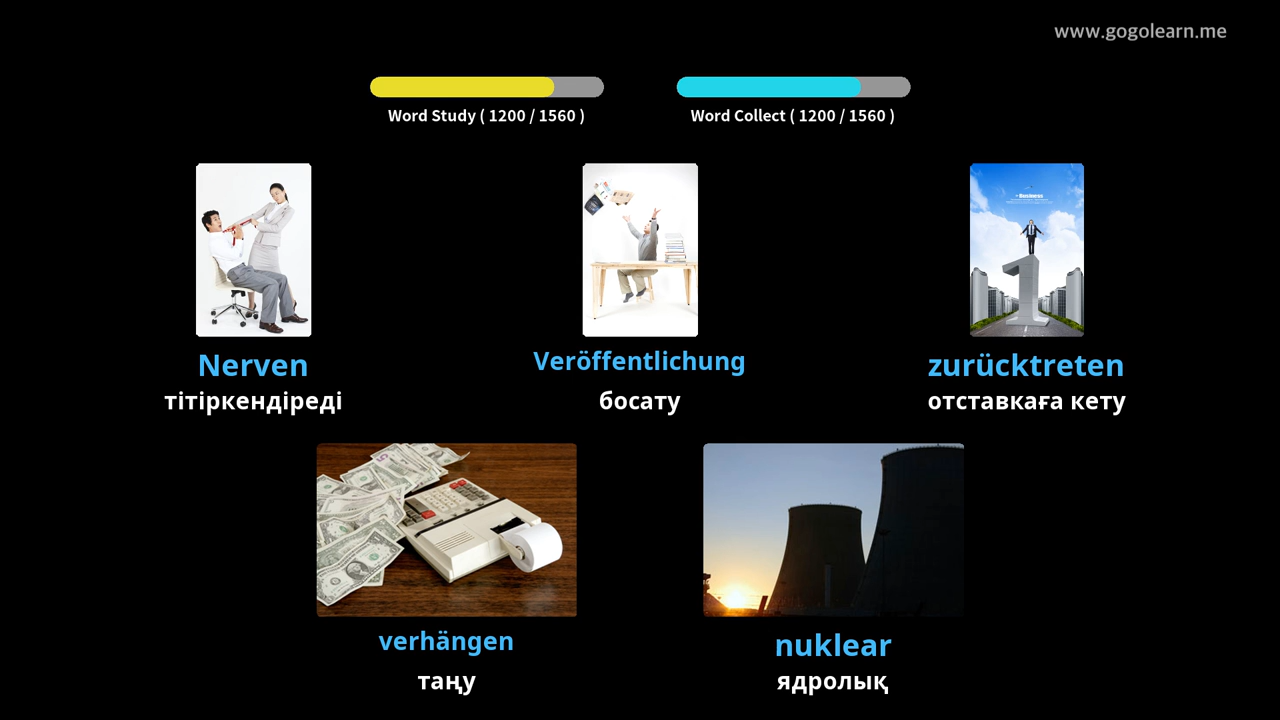 www.gogolearn.me
Word Study ( 1200 / 1560 )
Word Collect ( 1200 / 1560 )
Nerven
тітіркендіреді
Veröffentlichung
босату
zurücktreten
отставкаға кету
verhängen
таңу
nuklear
ядролық